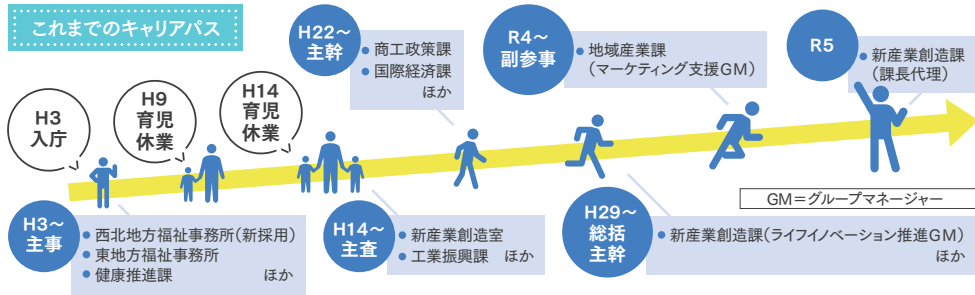 これまでのキャリアパス
H3
入庁
H9
育児
休業
H14
育児
休業
H22～
主幹
● 商工政策課
● 国際経済課
ほか
R4～
副参事
● 地域産業課
（マーケティング支援GM）
R5
● 新産業創造課
（課長代理）
H3～
主事
● 西北地方福祉事務所（新採用）
● 東地方福祉事務所
● 健康推進課 ほか
H14～
主査
● 新産業創造室
● 工業振興課 ほか
H29～
総括
主幹
● 新産業創造課（ライフイノベーション推進GM）
ほか
GM＝グループマネージャー